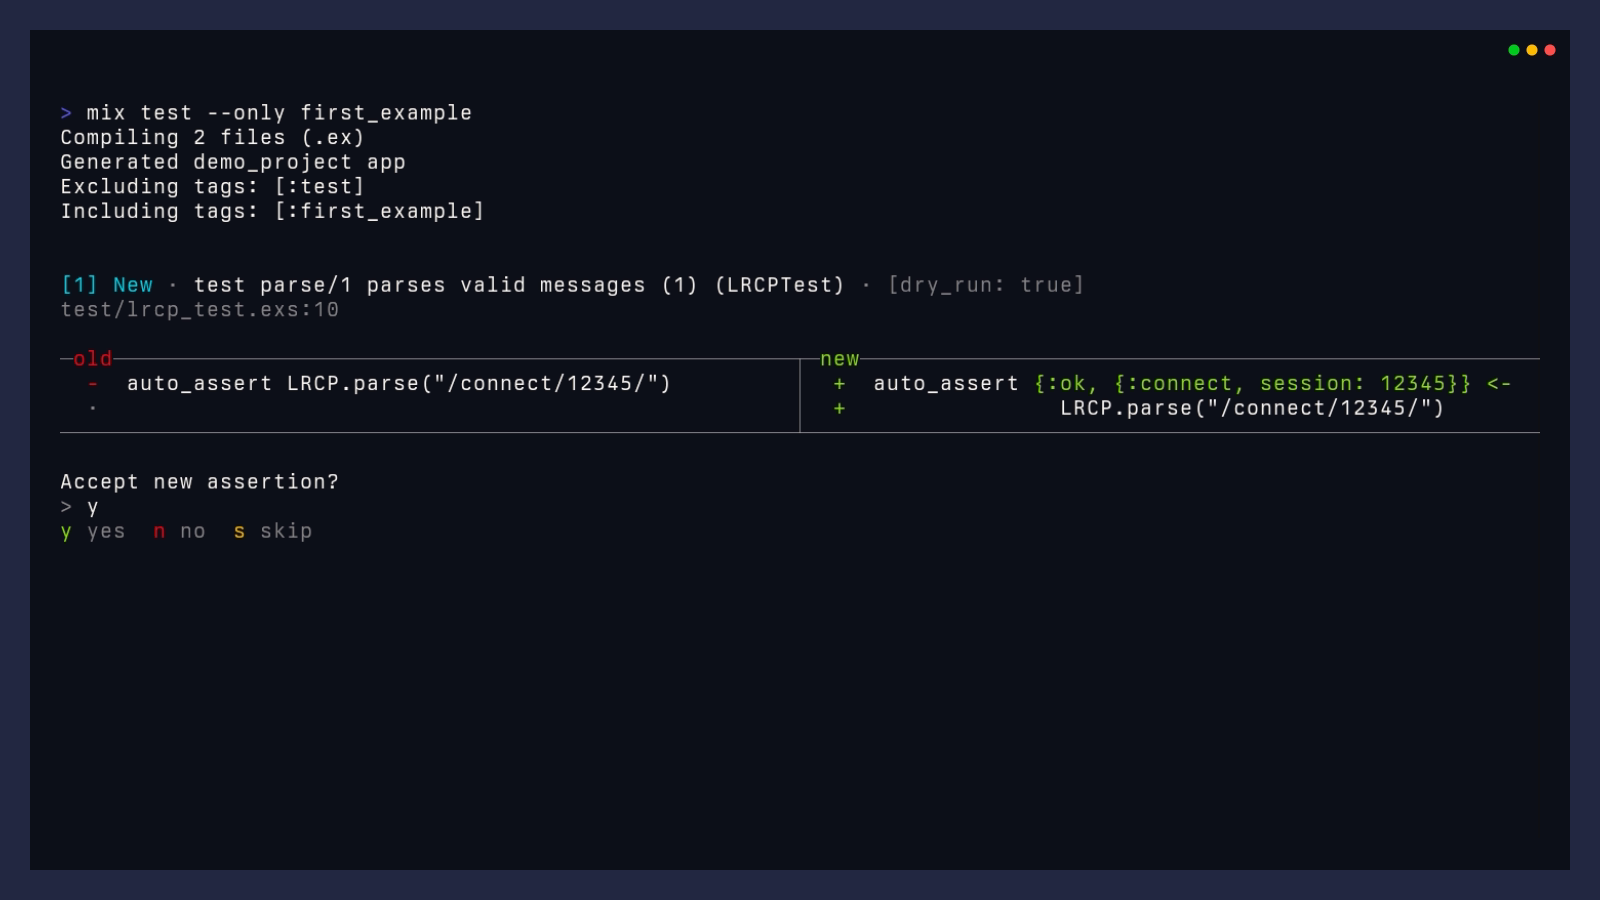 > mix test --only first_example
Compiling 2 files (.ex)
Generated demo_project app
Excluding tags: [:test]
Including tags: [:first_example]
[1] New · test parse/1 parses valid messages (1) (LRCPTest) · [dry_run: true]
test/lrcp_test.exs:10
old
- auto_assert LRCP.parse("/connect/12345/")
·
new
+ auto_assert {:ok, {:connect, session: 12345}} <-
+ LRCP.parse("/connect/12345/")
Accept new assertion?
> y
y yes n no s skip